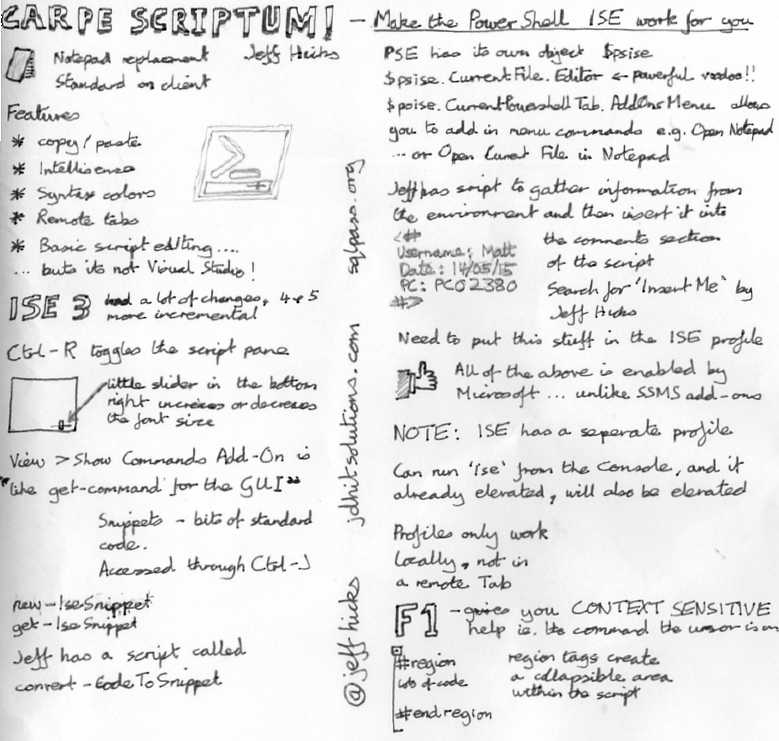 CARPE SCRIPTUM! - Make the PowerShell ISE work for you
Notepad replacement Jeff Hicks
Standard on client
Features
* copy/paste
* Intellisense
* Syntax colors
* Remote tabs
* Basic script editing....
... buts its not Visual Studio!
ISE 3 had a lot of changes, 4 & 5
more incremental
Ctrl-R toggles the script pane
little slider in the bottom
right increases or decreases
the font size
View > Show Commands Add-On is
"like get-command for the GUI"
Snippets - bits of standard
code.
Accessed through Ctrl-J
new-IseSnippet
get-IseSnippet
Jeff has a script called
convert-CodeToSnippet
@jeffhicks jdhitsolutions.com sqlpass.org
PSE has its own object $psise
$psise.CurrentFile.Editor ← powerful voodoo!!
$psise.CurrentPowershellTab.AddOnsMenu allows
you to add in menu commands e.g. Open Notepad
... or Open Curent File in Notepad
Jeff has script to gather information from
the environment and then insert it into
<#
Username: Matt
Date: 14/05/15
PC: PC02380
#>
the comments section
of the script
Search for 'Insert Me' by
Jeff Hicks
Need to put this stuff in the ISE profile
All of the above is enabled by
Microsoft ... unlike SSMS add-ons
NOTE: ISE has a seperate profile
Can run 'ise' from the console, and if
already elevated, will also be elevated
Profiles only work
locally, not in
a remote Tab
F1 - gives you CONTEXT SENSITIVE
help ie. the command the cursor is on
#region
lots of code
#endregion
region tags create
a collapsible area
within the script